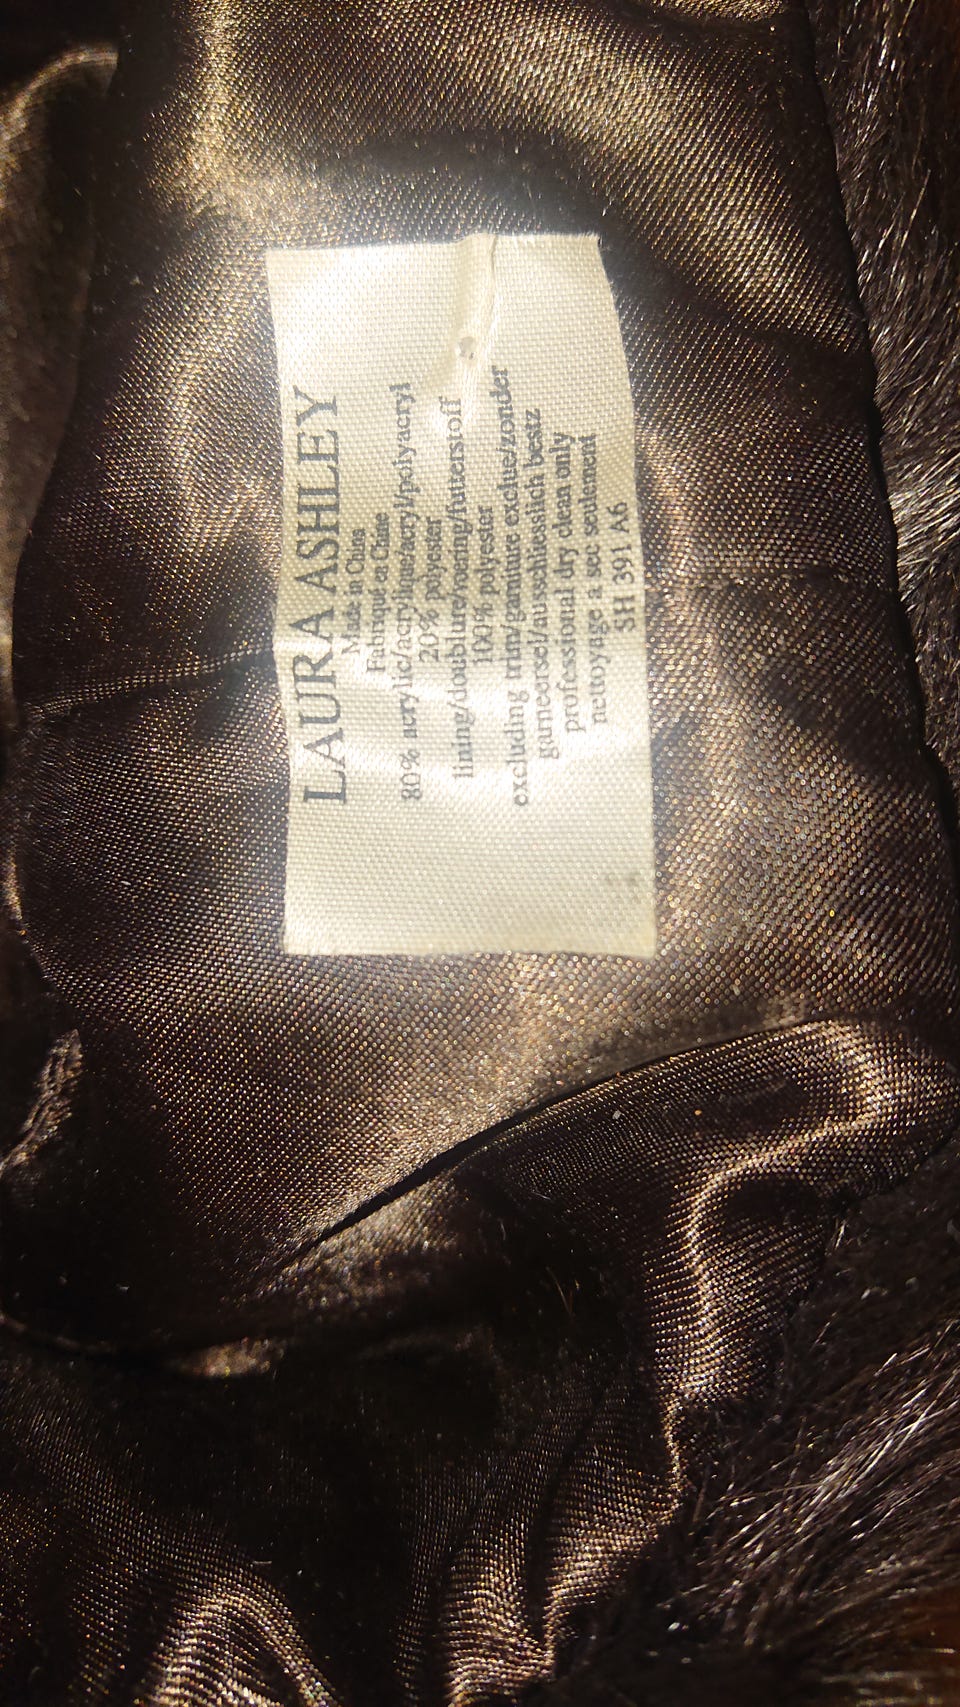 LAURA ASHLEY
Made in China
Fabriqué en Chine
80% acrylic/acrylique/acryl/polyacryl
20% polyester
lining/doublure/voering/futterstoff
100% polyester
excluding trim/garniture exclue/zonder
garneersel/ausschliesslich bestz
professional dry clean only
nettoyage a sec seulement
SH 391 A6